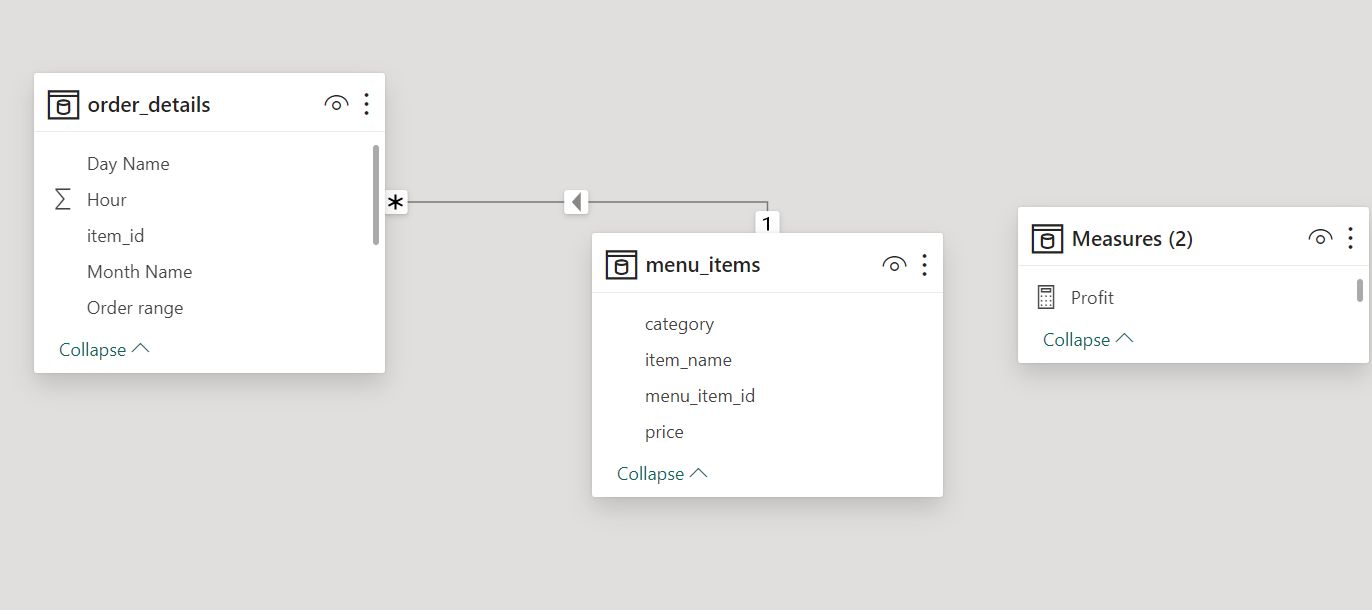 order_details
Day Name
Hour
item_id
Month Name
Order range
Collapse
*
1
menu_items
category
item_name
menu_item_id
price
Collapse
Measures (2)
Profit
Collapse